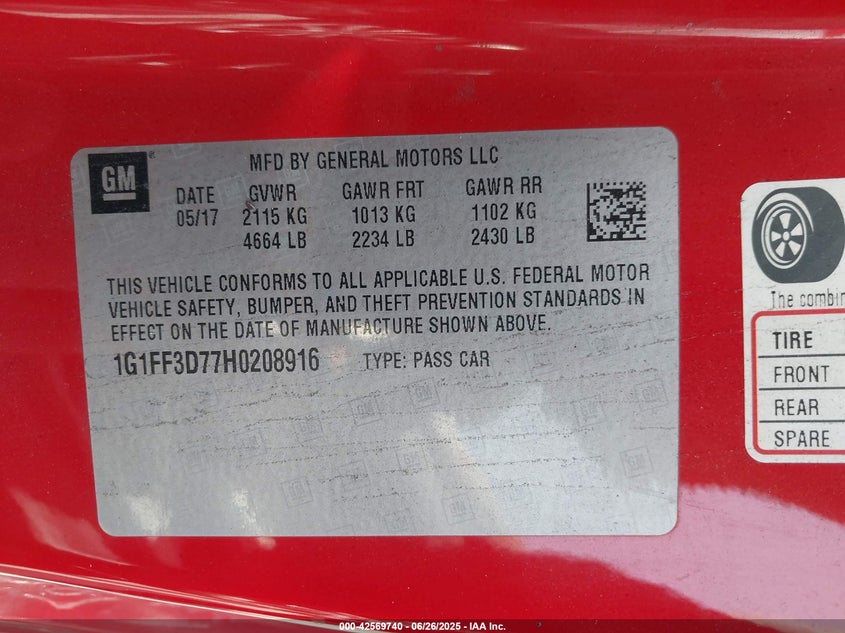 GM
®
MFD BY GENERAL MOTORS LLC
DATE GVWR GAWR FRT GAWR RR
05/17 2115 KG 1013 KG 1102 KG
4664 LB 2234 LB 2430 LB
THIS VEHICLE CONFORMS TO ALL APPLICABLE U.S. FEDERAL MOTOR
VEHICLE SAFETY, BUMPER, AND THEFT PREVENTION STANDARDS IN
EFFECT ON THE DATE OF MANUFACTURE SHOWN ABOVE.
1G1FF3D77H0208916 TYPE: PASS CAR
The combin
TIRE
FRONT
REAR
SPARE
000-42569740 - 06/26/2025 - IAA Inc.